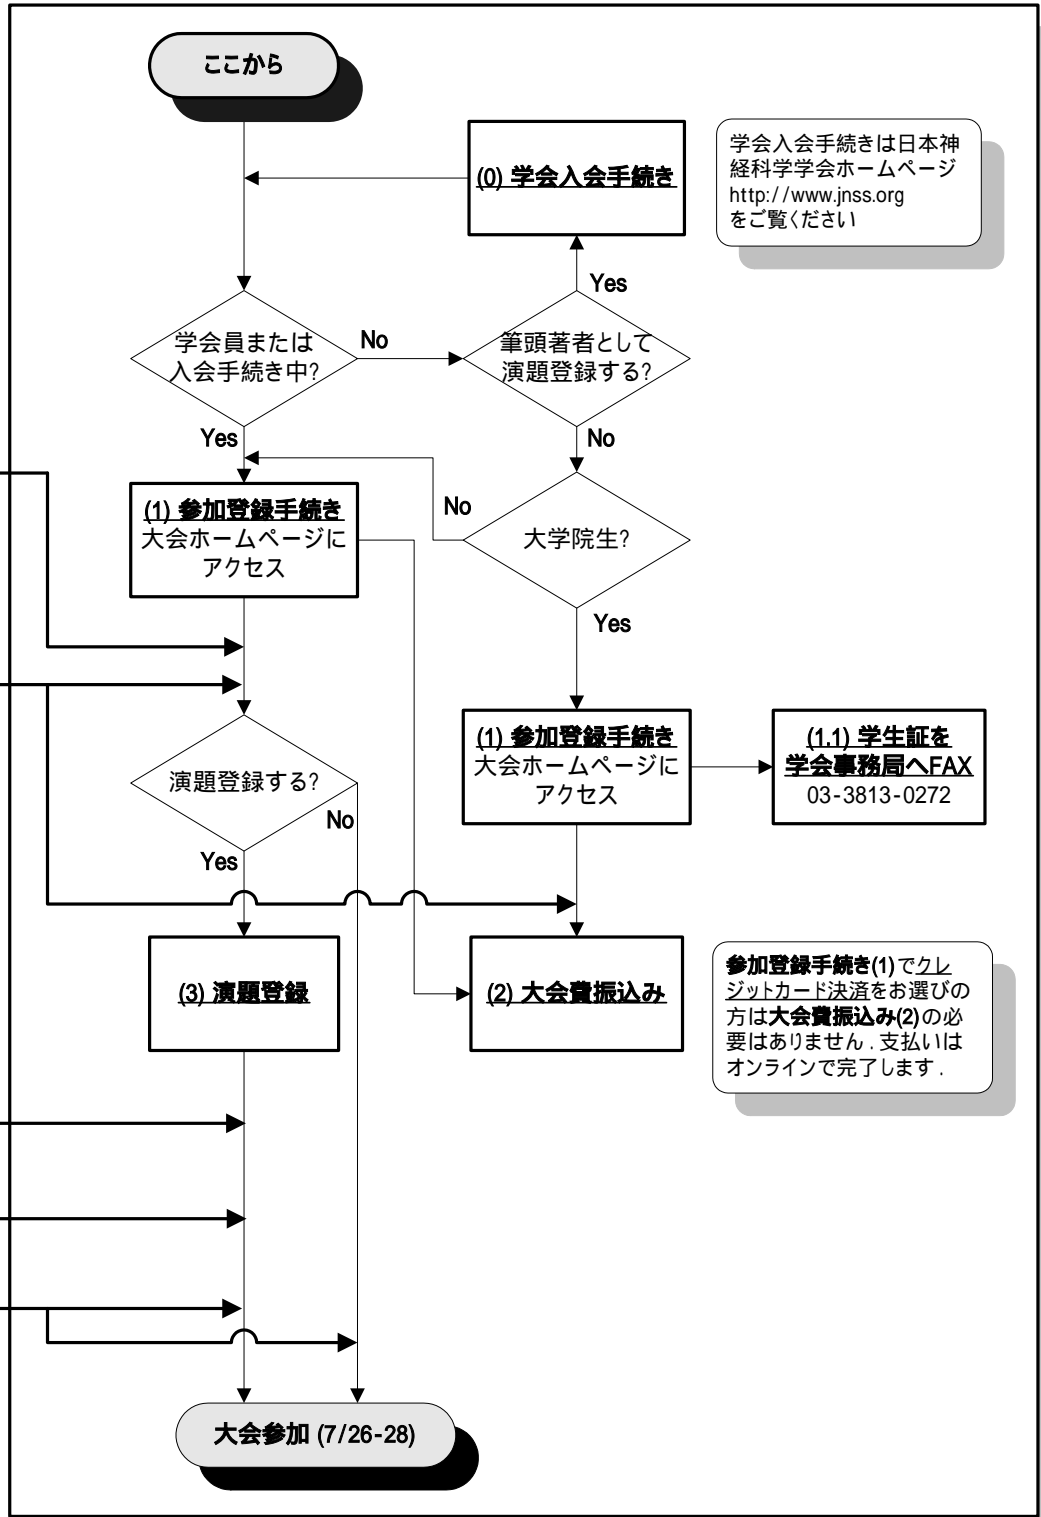 ここから
(0) 学会入会手続き
学会入会手続きは日本神
経科学学会ホームページ
http://www.jnss.org
をご覧ください
Yes
学会員または
入会手続き中?
No
筆頭著者として
演題登録する?
Yes
No
(1) 参加登録手続き
大会ホームページに
アクセス
No
大学院生?
Yes
(1) 参加登録手続き
大会ホームページに
アクセス
(1.1) 学生証を
学会事務局へFAX
03-3813-0272
演題登録する?
No
Yes
(3) 演題登録
(2) 大会費振込み
参加登録手続き(1)でクレ
ジットカード決済をお選びの
方は大会費振込み(2)の必
要はありません．支払いは
オンラインで完了します．
大会参加 (7/26-28)